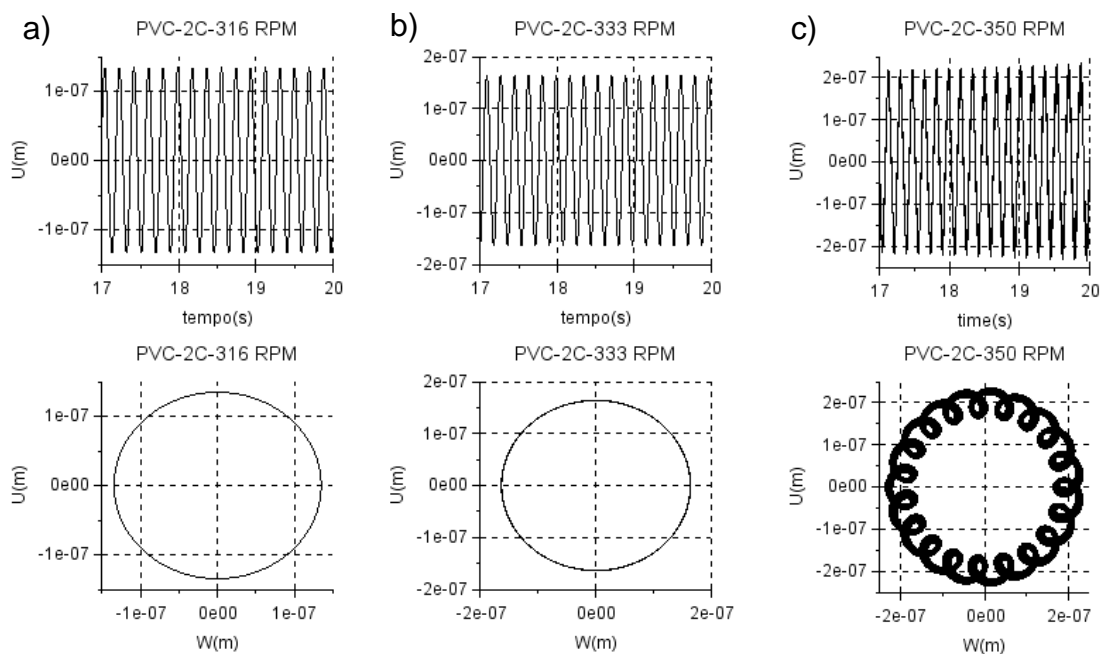 a)
PVC-2C-316 RPM
U(m)
1e-07
0e00
-1e-07
17
18
19
20
tempo(s)
b)
PVC-2C-333 RPM
U(m)
2e-07
1e-07
0e00
-1e-07
-2e-07
17
18
19
20
tempo(s)
c)
PVC-2C-350 RPM
U(m)
2e-07
1e-07
0e00
-1e-07
-2e-07
17
18
19
20
time(s)
PVC-2C-316 RPM
U(m)
1e-07
0e00
-1e-07
-1e-07
0e00
1e-07
W(m)
PVC-2C-333 RPM
U(m)
2e-07
1e-07
0e00
-1e-07
-2e-07
-2e-07
0e00
2e-07
W(m)
PVC-2C-350 RPM
U(m)
2e-07
1e-07
0e00
-1e-07
-2e-07
-2e-07
0e00
2e-07
W(m)